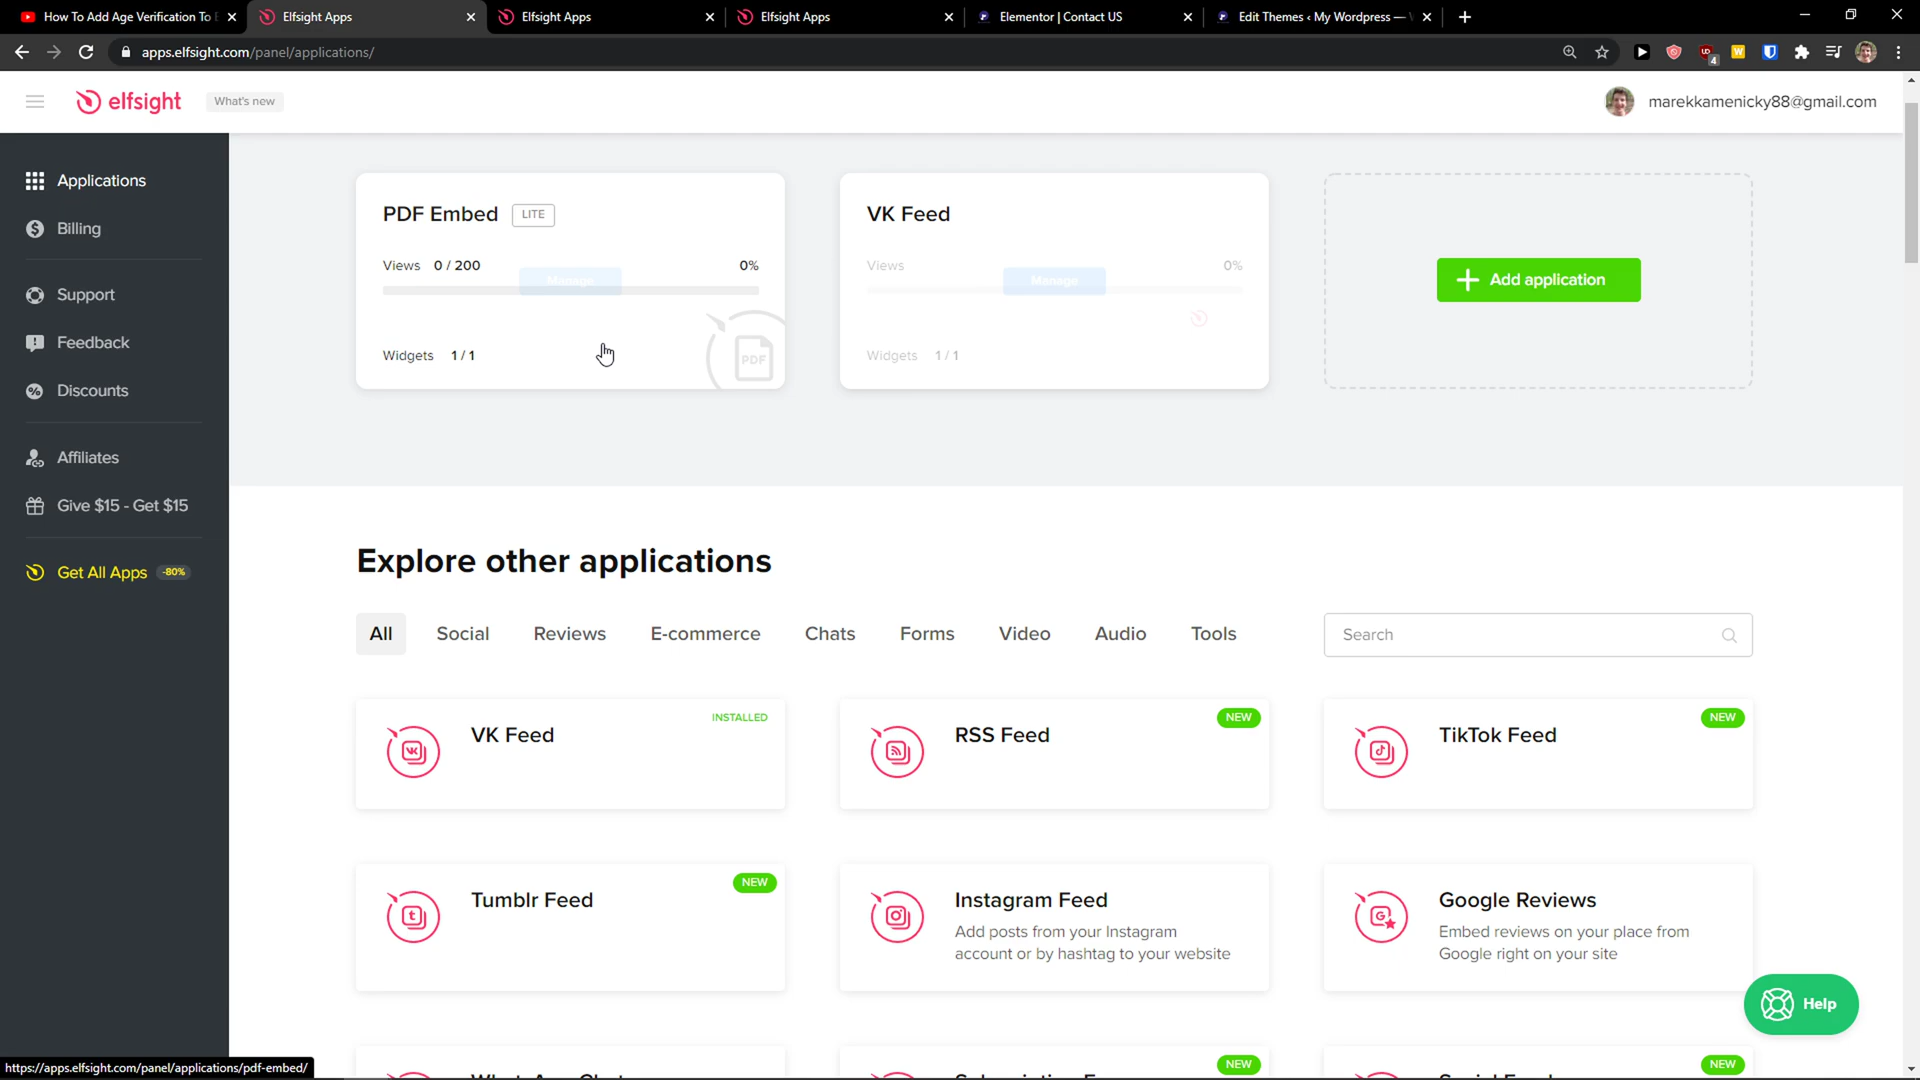 How To Add Age Verification To
Elfsight Apps
Elfsight Apps
Elfsight Apps
Elementor | Contact US
Edit Themes ‹ My Wordpress —
apps.elfsight.com/panel/applications/
4
elfsight
What's new
marekkamenicky88@gmail.com
Applications
Billing
Support
Feedback
Discounts
Affiliates
Give $15 - Get $15
Get All Apps
-80%
PDF Embed
LITE
Views 0 / 200
0%
Manage
Widgets 1 / 1
PDF
VK Feed
Views
0%
Manage
Widgets 1 / 1
Add application
Explore other applications
All
Social
Reviews
E-commerce
Chats
Forms
Video
Audio
Tools
Search
VK Feed
INSTALLED
RSS Feed
NEW
TikTok Feed
NEW
Tumblr Feed
NEW
Instagram Feed
Add posts from your Instagram
account or by hashtag to your website
Google Reviews
Embed reviews on your place from
Google right on your site
Help
NEW
NEW
https://apps.elfsight.com/panel/applications/pdf-embed/